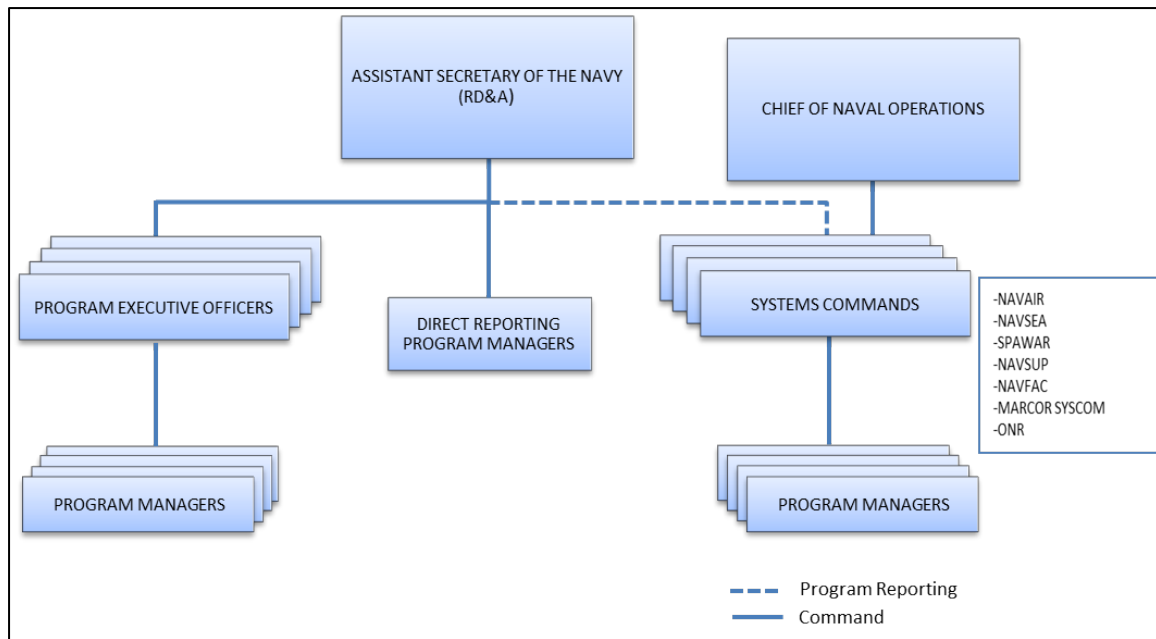 ASSISTANT SECRETARY OF THE NAVY
(RD&A)
CHIEF OF NAVAL OPERATIONS
PROGRAM EXECUTIVE OFFICERS
DIRECT REPORTING
PROGRAM MANAGERS
SYSTEMS COMMANDS
-NAVAIR
-NAVSEA
-SPAWAR
-NAVSUP
-NAVFAC
-MARCOR SYSCOM
-ONR
PROGRAM MANAGERS
PROGRAM MANAGERS
Program Reporting
Command